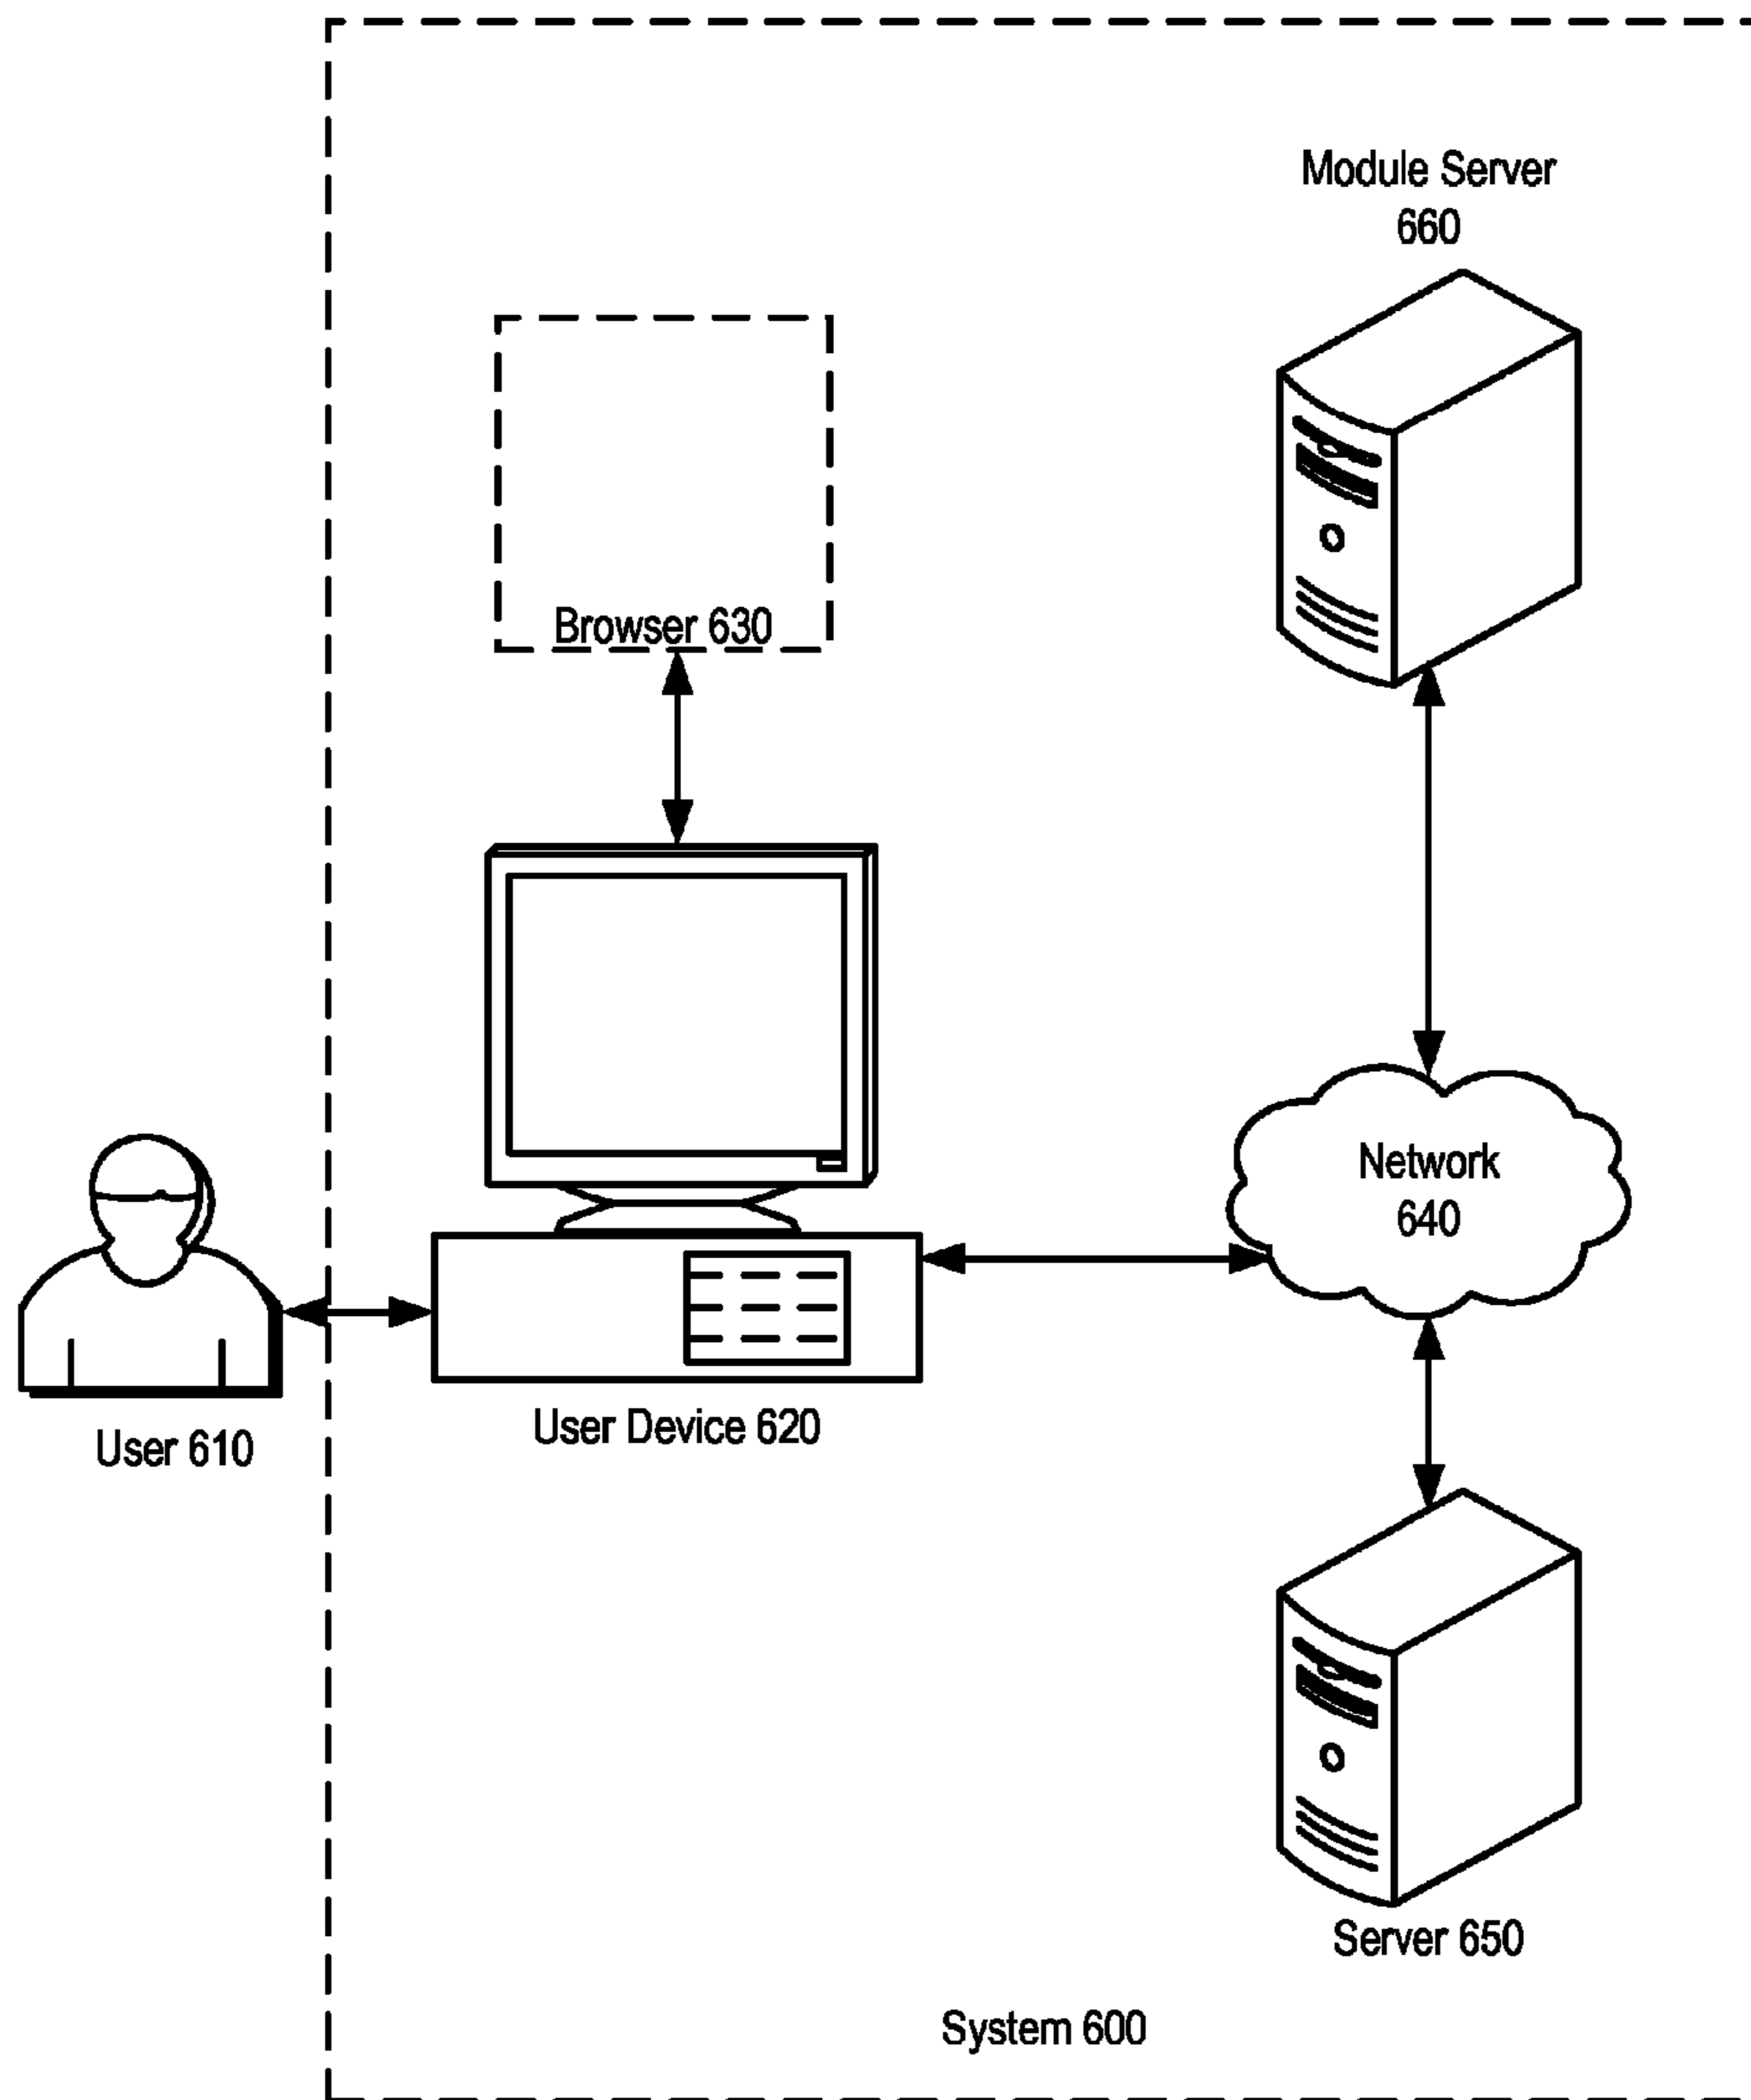 Module Server
660
Browser 630
Network
640
User Device 620
User 610
Server 650
System 600